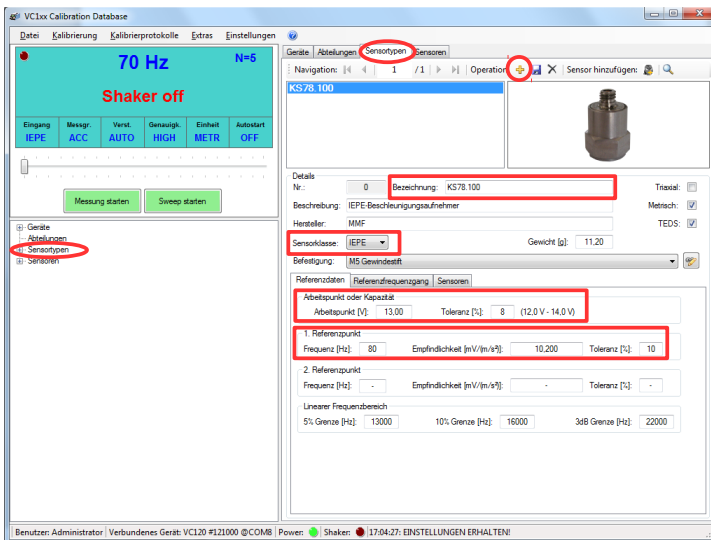 VC1xx Calibration Database
Datei Kalibrierung Kalibrierprotokolle Extras Einstellungen
70 Hz N=5
Shaker off
Eingang Messgr. Verst. Genauigk. Einheit Autostart
IEPE ACC AUTO HIGH METR OFF
Messung starten Sweep starten
Geräte
Abteilungen
Sensortypen
Sensoren
Geräte Abteilungen Sensortypen Sensoren
Navigation: 1 /1 Operation Sensor hinzufügen:
KS78.100
Details
Nr.: 0 Bezeichnung: KS78.100 Triaxial:
Beschreibung: IEPE-Beschleunigungsaufnehmer Metrisch:
Hersteller: MMF TEDS:
Sensorklasse: IEPE Gewicht [g]: 11,20
Befestigung: M5 Gewindestift
Referenzdaten Referenzfrequenzgang Sensoren
Arbeitspunkt oder Kapazität
Arbeitspunkt [V]: 13,00 Toleranz [%]: 8 (12,0 V - 14,0 V)
1. Referenzpunkt
Frequenz [Hz]: 80 Empfindlichkeit [mV/(m/s²)]: 10,200 Toleranz [%]: 10
2. Referenzpunkt
Frequenz [Hz]: - Empfindlichkeit [mV/(m/s²)]: - Toleranz [%]: -
Linearer Frequenzbereich
5% Grenze [Hz]: 13000 10% Grenze [Hz]: 16000 3dB Grenze [Hz]: 22000
Benutzer: Administrator Verbundenes Gerät: VC120 #121000 @COM8 Power: Shaker: 17:04:27: EINSTELLUNGEN ERHALTEN!